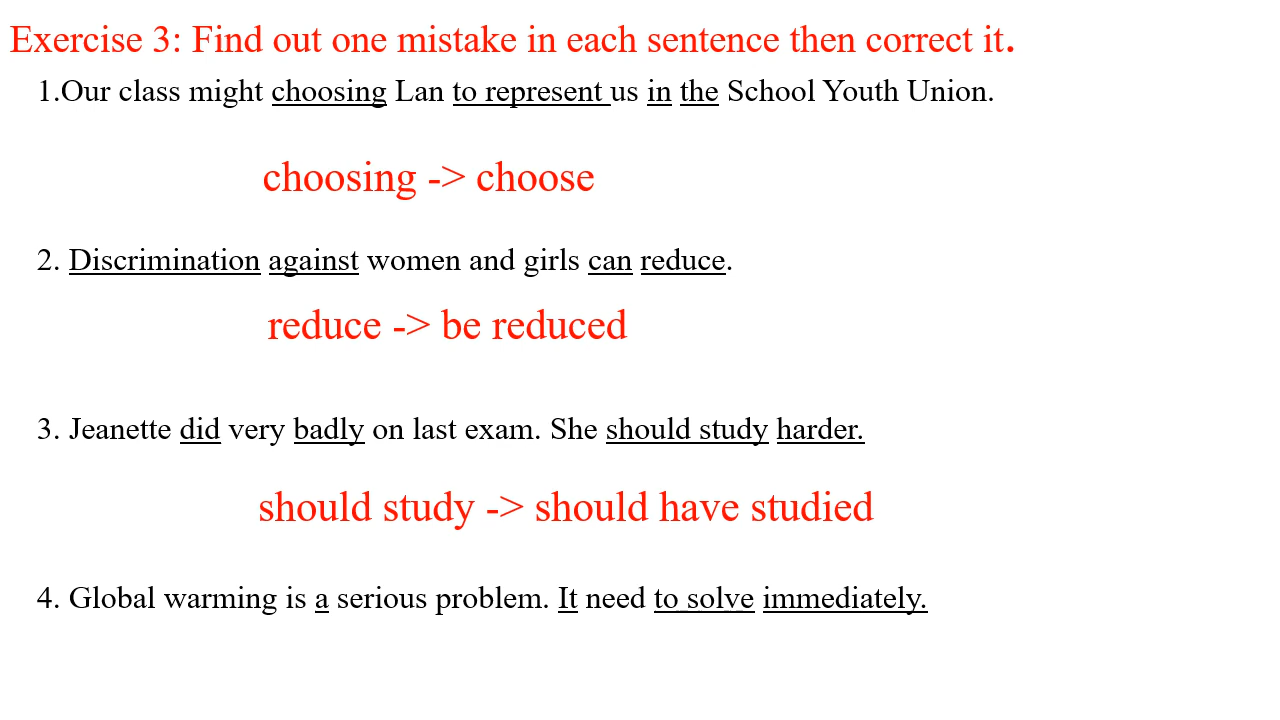 Exercise 3: Find out one mistake in each sentence then correct it.
1.Our class might choosing Lan to represent us in the School Youth Union.
choosing -> choose
2. Discrimination against women and girls can reduce.
reduce -> be reduced
3. Jeanette did very badly on last exam. She should study harder.
should study -> should have studied
4. Global warming is a serious problem. It need to solve immediately.